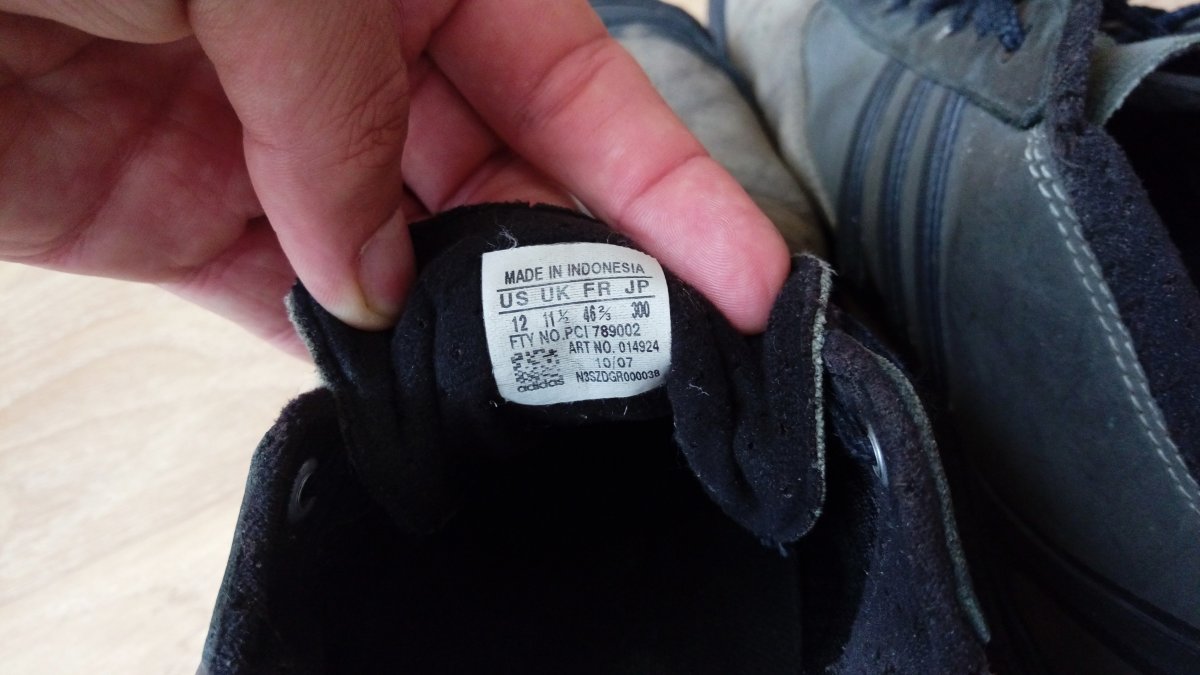 MADE IN INDONESIA
US UK FR JP
12 11½ 46⅔ 300
FTY NO.PCI 789002
ART NO. 014924
10/07
adidas N3SZDGR00003B